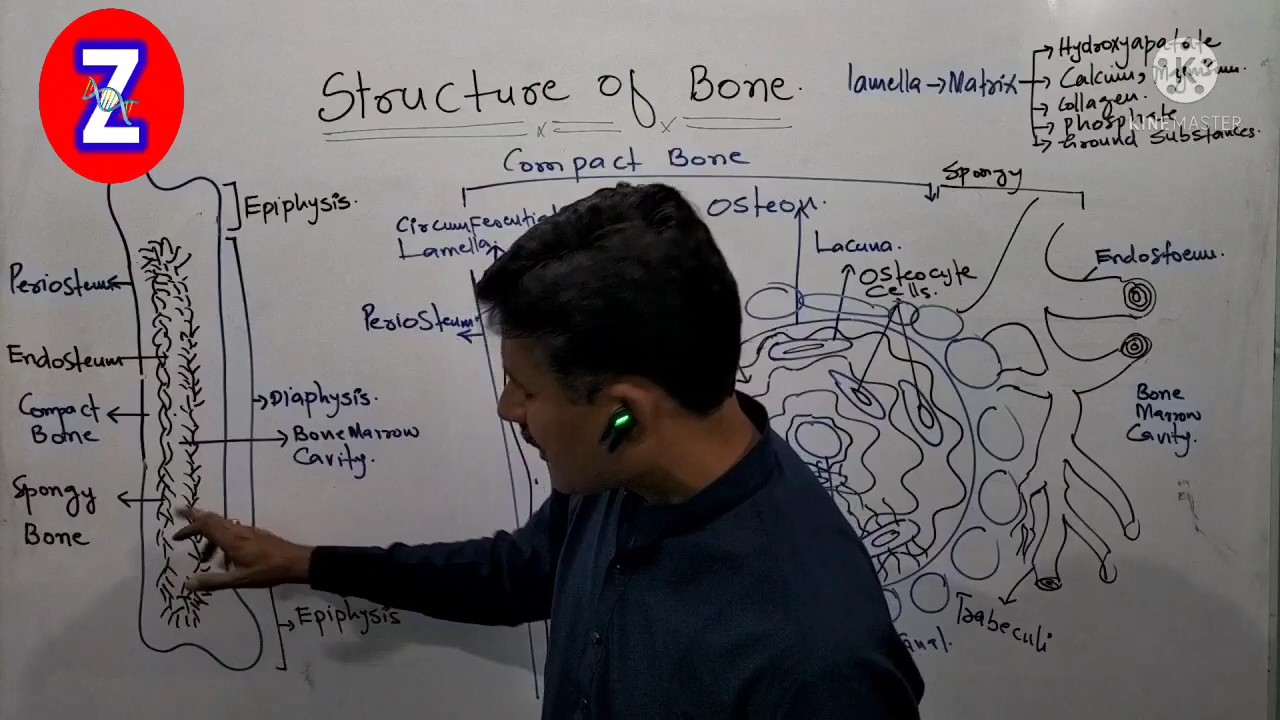 Z
Structure of Bone.
lamella → Matrix
Hydroxyapatate
Calcium,
Collagen.
Phosphate
Ground Substances.
KINEMASTER
Compact Bone
Spongy
Epiphysis.
Circumferential
Lamella
Osteon.
Lacuna.
Osteocyte
Cells.
Endosteum.
Periosteum
Periosteum
Endosteum
Compact
Bone
Diaphysis.
Bone Marrow
Cavity.
Bone
Marrow
Cavity.
Spongy
Bone
Epiphysis
Trabeculi